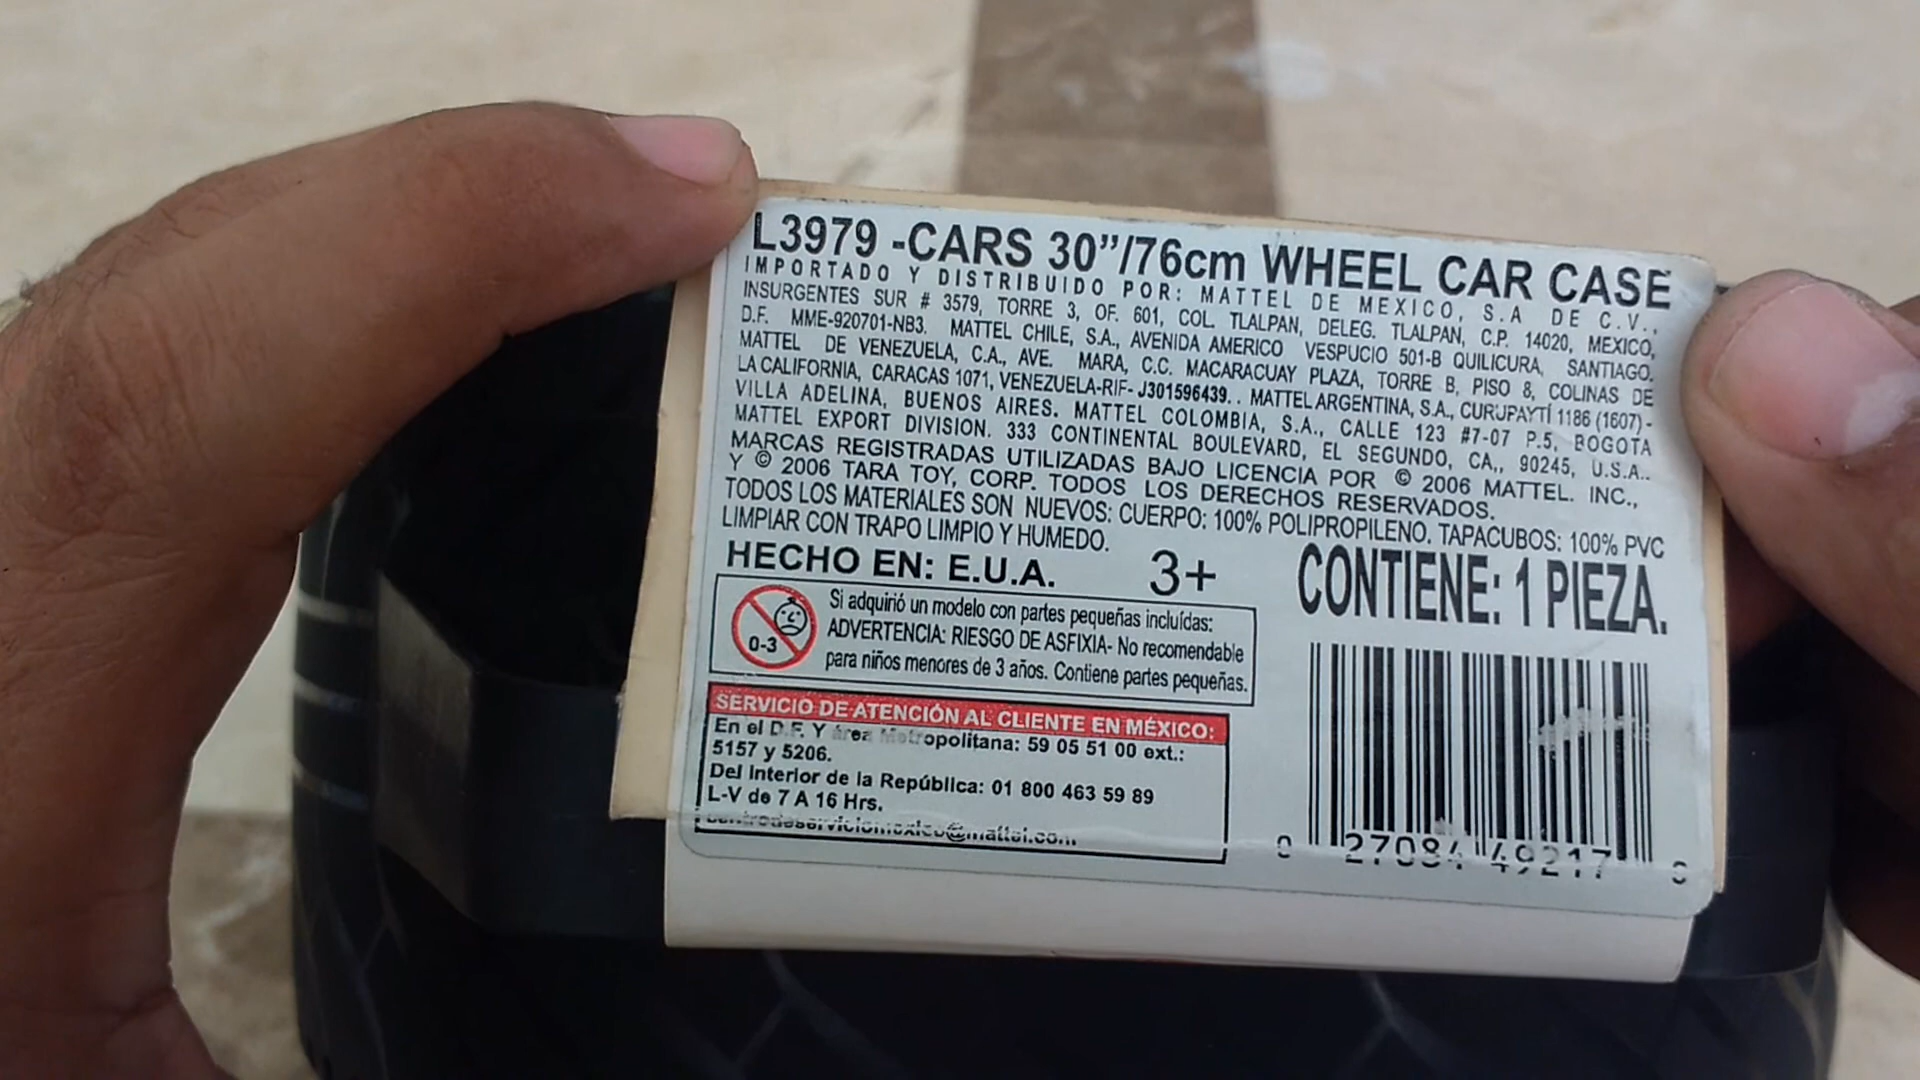 L3979 -CARS 30”/76cm WHEEL CAR CASE
IMPORTADO Y DISTRIBUIDO POR: MATTEL DE MEXICO, S.A DE C.V.,
INSURGENTES SUR # 3579, TORRE 3, OF. 601, COL. TLALPAN, DELEG. TLALPAN, C.P. 14020, MEXICO,
D.F. MME-920701-NB3. MATTEL CHILE, S.A., AVENIDA AMERICO VESPUCIO 501-B QUILICURA, SANTIAGO.
MATTEL DE VENEZUELA, C.A., AVE. MARA, C.C. MACARACUAY PLAZA, TORRE B, PISO 8, COLINAS DE
LA CALIFORNIA, CARACAS 1071, VENEZUELA-RIF- J301596439. . MATTEL ARGENTINA, S.A., CURUPAYTÍ 1186 (1607) -
VILLA ADELINA, BUENOS AIRES. MATTEL COLOMBIA, S.A., CALLE 123 #7-07 P.5, BOGOTA
MATTEL EXPORT DIVISION. 333 CONTINENTAL BOULEVARD, EL SEGUNDO, CA,, 90245, U.S.A..
MARCAS REGISTRADAS UTILIZADAS BAJO LICENCIA POR © 2006 MATTEL. INC.,
Y © 2006 TARA TOY, CORP. TODOS LOS DERECHOS RESERVADOS.
TODOS LOS MATERIALES SON NUEVOS: CUERPO: 100% POLIPROPILENO. TAPACUBOS: 100% PVC
LIMPIAR CON TRAPO LIMPIO Y HUMEDO.
HECHO EN: E.U.A. 3+
CONTIENE: 1 PIEZA.
0-3
Si adquirió un modelo con partes pequeñas incluídas:
ADVERTENCIA: RIESGO DE ASFIXIA- No recomendable
para niños menores de 3 años. Contiene partes pequeñas.
SERVICIO DE ATENCIÓN AL CLIENTE EN MÉXICO:
En el D.F. Y área Metropolitana: 59 05 51 00 ext.:
5157 y 5206.
Del Interior de la República: 01 800 463 59 89
L-V de 7 A 16 Hrs.
centrodeserviciomexico@mattel.com
0 27084 49217